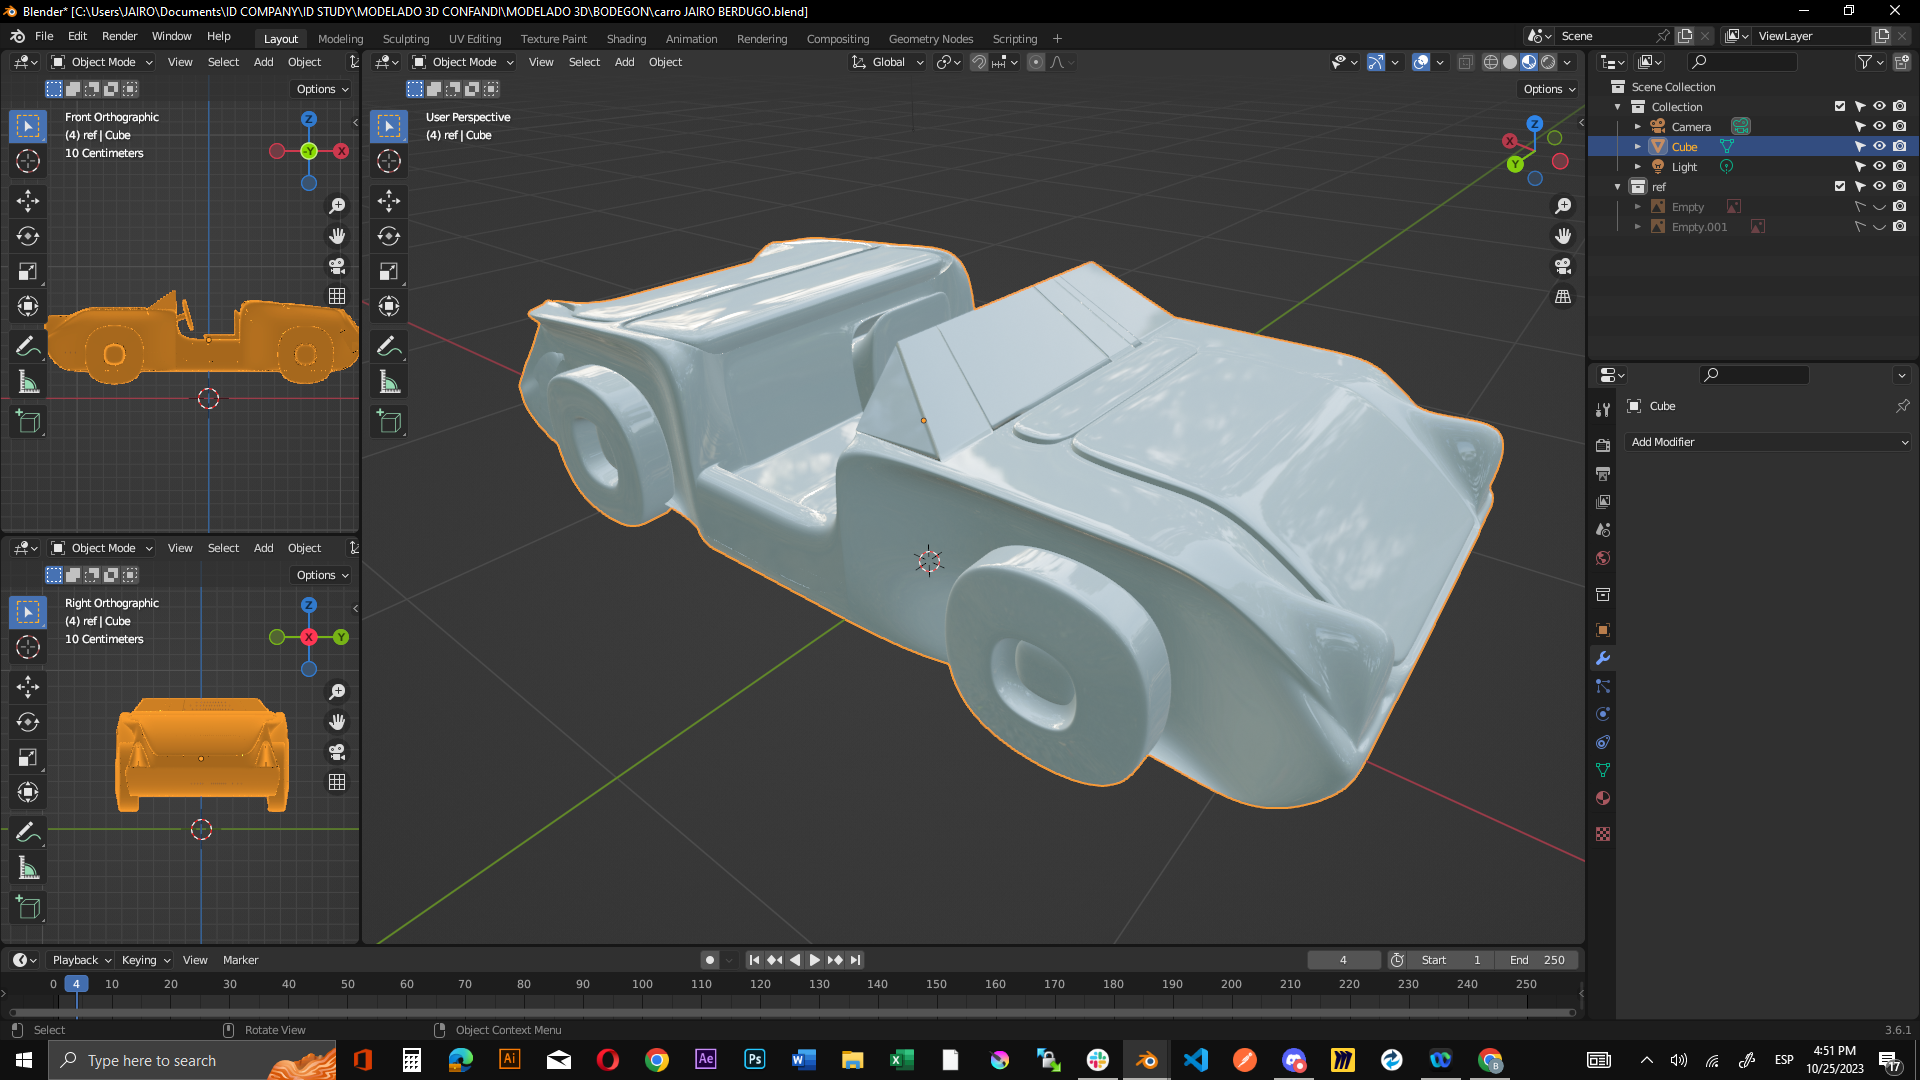 Blender* [C:\Users\JAIRO\Documents\ID COMPANY\ID STUDY\MODELADO 3D CONFANDI\MODELADO 3D\BODEGON\carro JAIRO BERDUGO.blend]
File Edit Render Window Help Layout Modeling Sculpting UV Editing Texture Paint Shading Animation Rendering Compositing Geometry Nodes Scripting + Scene ViewLayer
Object Mode View Select Add Object
Object Mode View Select Add Object Global
Options
Options
Front Orthographic
(4) ref | Cube
10 Centimeters
Z
-Y
X
User Perspective
(4) ref | Cube
Z
X
Y
Scene Collection
Collection
Camera
Cube
Light
ref
Empty
Empty.001
Cube
Add Modifier
Object Mode View Select Add Object
Options
Right Orthographic
(4) ref | Cube
10 Centimeters
Z
X
Y
Playback Keying View Marker 4 Start 1 End 250
0 4 10 20 30 40 50 60 70 80 90 100 110 120 130 140 150 160 170 180 190 200 210 220 230 240 250
Select Rotate View Object Context Menu 3.6.1
Type here to search
Ai
Ae
Ps
W
X
B
ESP
4:51 PM
10/25/2023
17